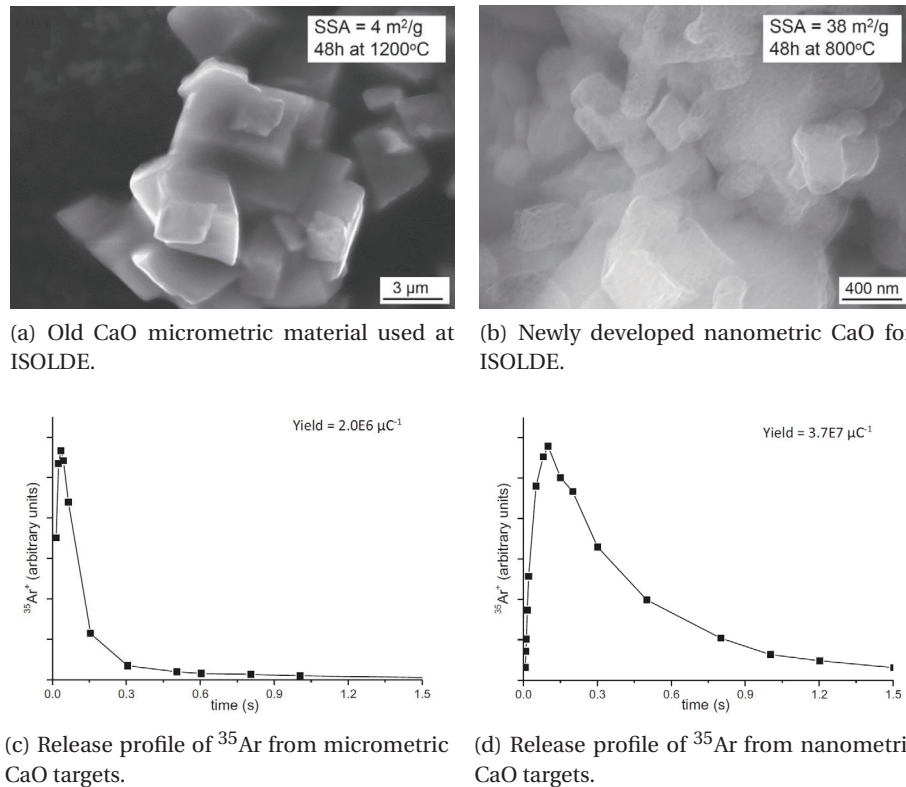 SSA = 4 m²/g
48h at 1200°C
3 μm
SSA = 38 m²/g
48h at 800°C
400 nm
(a) Old CaO micrometric material used at
ISOLDE.
(b) Newly developed nanometric CaO for
ISOLDE.
Yield = 2.0E6 μC⁻¹
³⁵Ar⁺ (arbitrary units)
0.0 0.3 0.6 0.9 1.2 1.5
time (s)
Yield = 3.7E7 μC⁻¹
³⁵Ar⁺ (arbitrary units)
0.0 0.3 0.6 0.9 1.2 1.5
time (s)
(c) Release profile of ³⁵Ar from micrometric
CaO targets.
(d) Release profile of ³⁵Ar from nanometri
CaO targets.